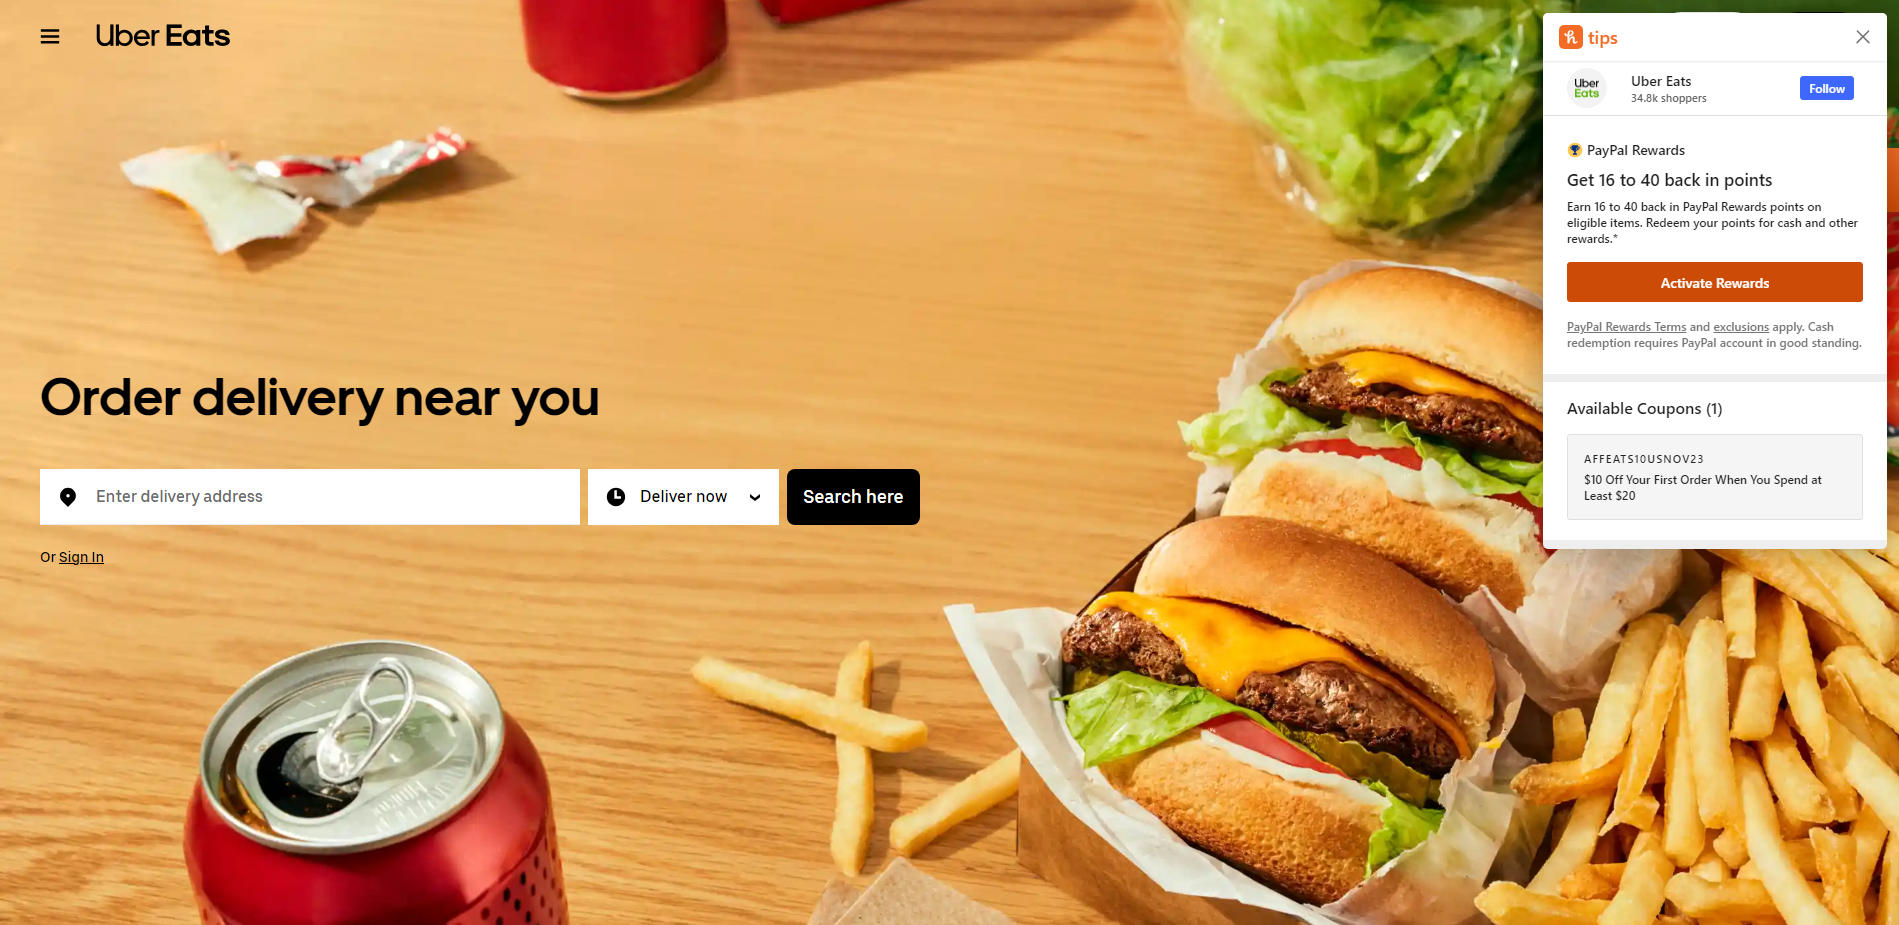 Uber Eats
Order delivery near you
Enter delivery address
Deliver now
Search here
Or Sign In
h tips
Uber Eats
Uber Eats
34.8k shoppers
Follow
PayPal Rewards
Get 16 to 40 back in points
Earn 16 to 40 back in PayPal Rewards points on
eligible items. Redeem your points for cash and other
rewards.*
Activate Rewards
PayPal Rewards Terms and exclusions apply. Cash
redemption requires PayPal account in good standing.
Available Coupons (1)
AFFEATS10USNOV23
$10 Off Your First Order When You Spend at
Least $20